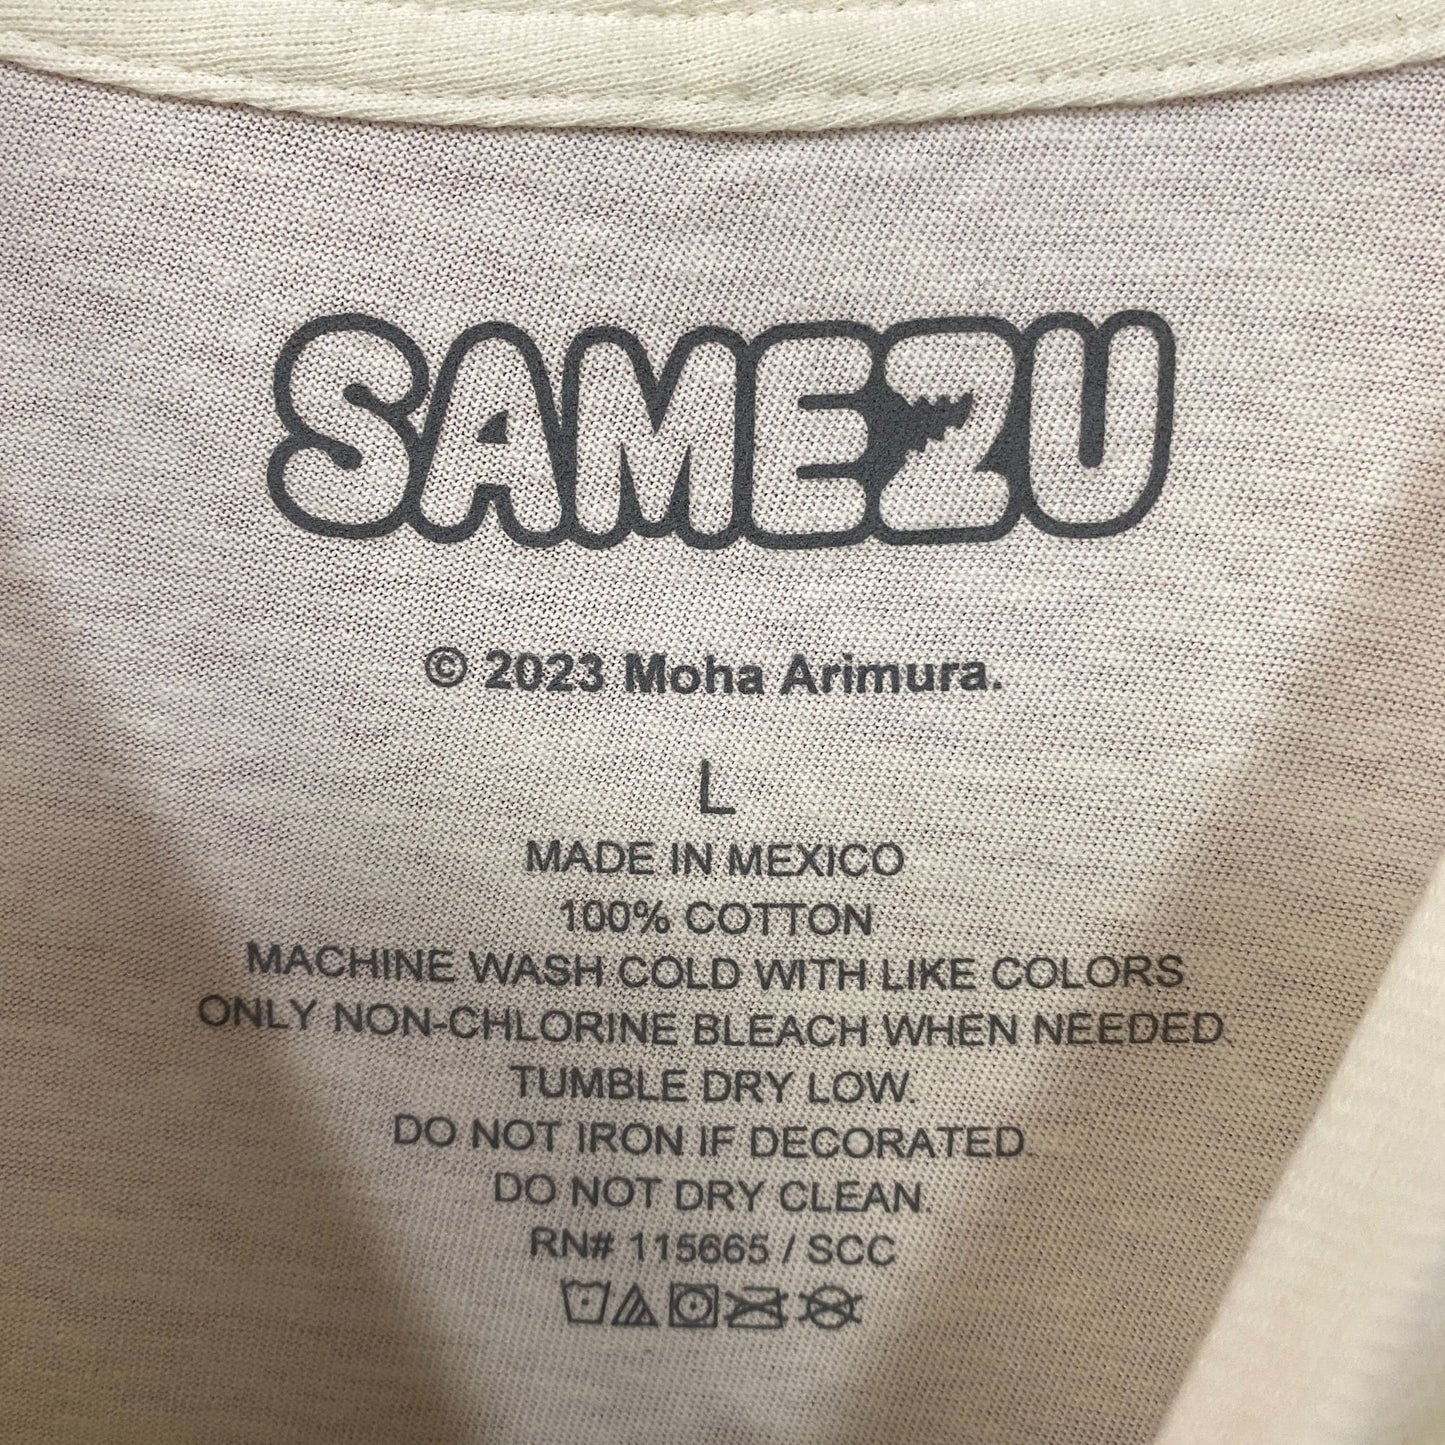 SAMEZU
© 2023 Moha Arimura.
L
MADE IN MEXICO
100% COTTON
MACHINE WASH COLD WITH LIKE COLORS
ONLY NON-CHLORINE BLEACH WHEN NEEDED
TUMBLE DRY LOW.
DO NOT IRON IF DECORATED.
DO NOT DRY CLEAN.
RN# 115665 / SCC